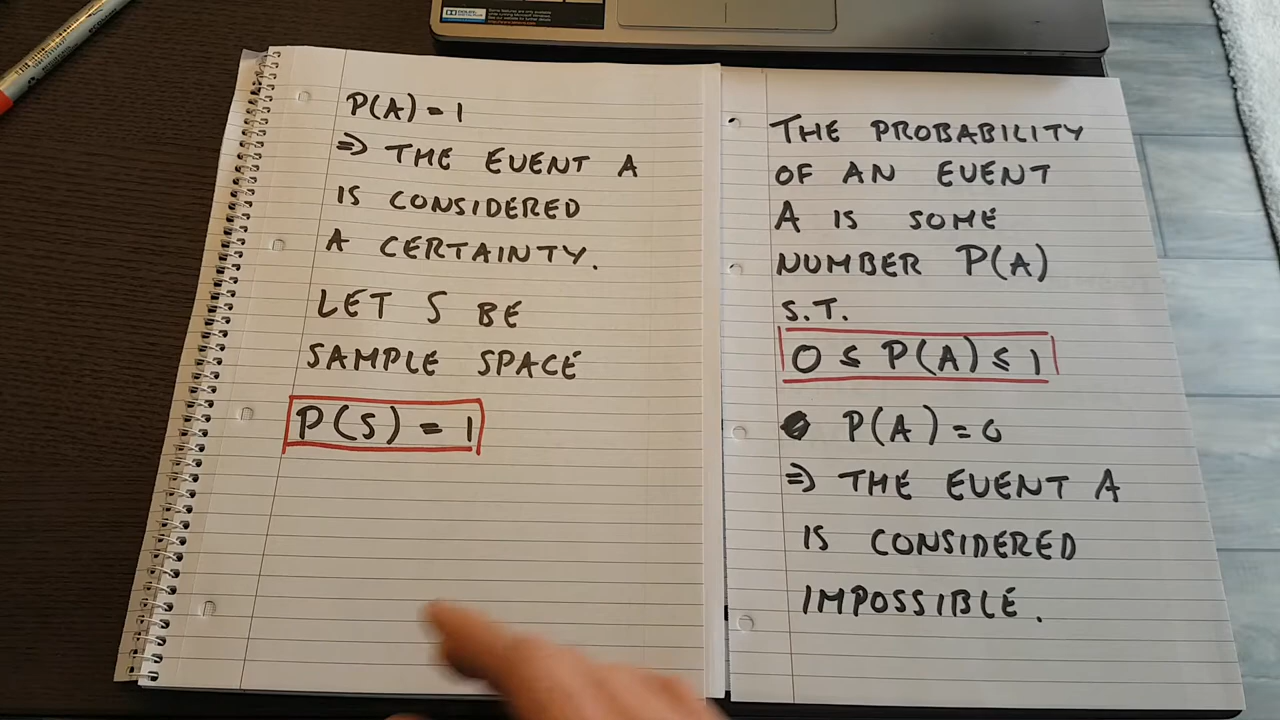 P(A) = 1
⇒ THE EVENT A
IS CONSIDERED
A CERTAINTY.
LET S BE
SAMPLE SPACE
P(S) = 1
• THE PROBABILITY
OF AN EVENT
A IS SOME
• NUMBER P(A)
S.T.
0 ≤ P(A) ≤ 1
• P(A) = 0
⇒ THE EVENT A
IS CONSIDERED
IMPOSSIBLE.